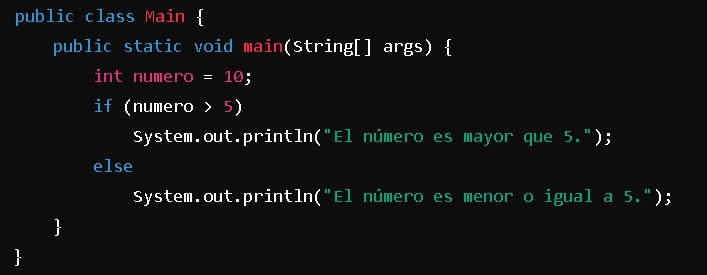 public class Main {
    public static void main(String[] args) {
        int numero = 10;
        if (numero > 5)
            System.out.println("El número es mayor que 5.");
        else
            System.out.println("El número es menor o igual a 5.");
    }
}